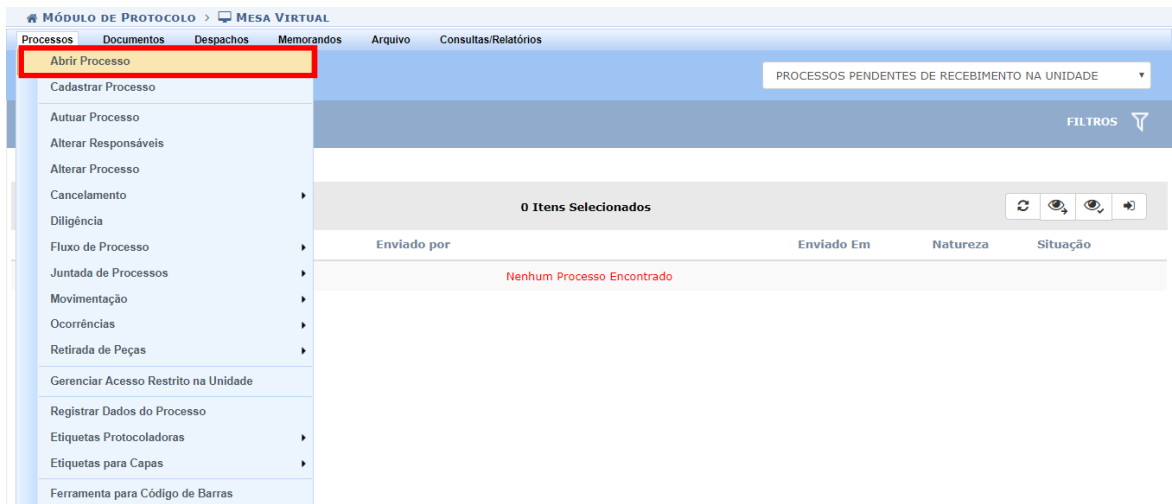 MÓDULO DE PROTOCOLO > MESA VIRTUAL
Processos Documentos Despachos Memorandos Arquivo Consultas/Relatórios
Abrir Processo
PROCESSOS PENDENTES DE RECEBIMENTO NA UNIDADE
Cadastrar Processo
Autuar Processo
FILTROS
Alterar Responsáveis
Alterar Processo
Cancelamento
0 Itens Selecionados
Diligência
Fluxo de Processo
Enviado por Enviado Em Natureza Situação
Juntada de Processos
Nenhum Processo Encontrado
Movimentação
Ocorrências
Retirada de Peças
Gerenciar Acesso Restrito na Unidade
Registrar Dados do Processo
Etiquetas Protocoladoras
Etiquetas para Capas
Ferramenta para Código de Barras